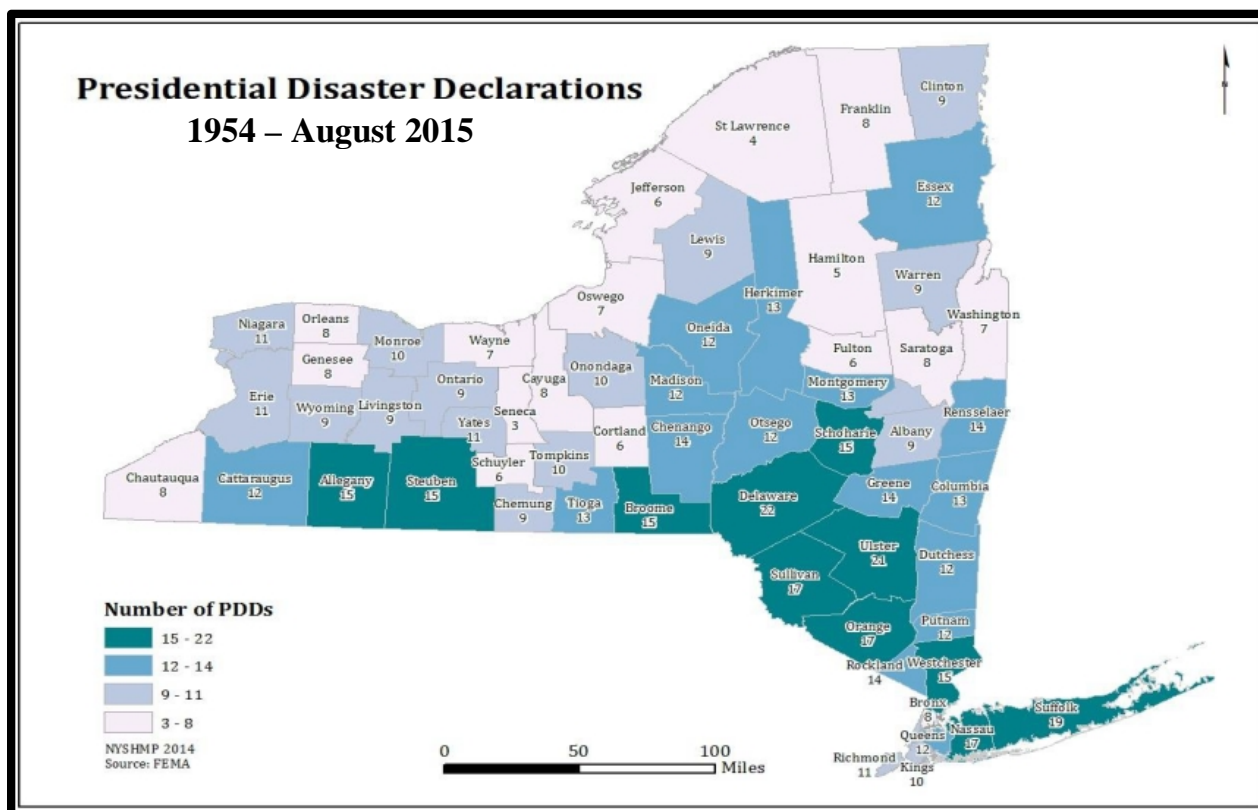 Presidential Disaster Declarations
1954 – August 2015
Clinton
9
Franklin
8
St Lawrence
4
Essex
12
Jefferson
6
Lewis
9
Hamilton
5
Warren
9
Herkimer
13
Oswego
7
Washington
7
Oneida
12
Orleans
8
Niagara
11
Monroe
10
Wayne
7
Fulton
6
Saratoga
8
Genesee
8
Onondaga
10
Cayuga
8
Madison
12
Montgomery
13
Ontario
9
Erie
11
Wyoming
9
Livingston
9
Seneca
3
Yates
11
Rensselaer
14
Otsego
12
Schoharie
15
Albany
9
Cortland
6
Chenango
14
Tompkins
10
Schuyler
6
Chautauqua
8
Cattaraugus
12
Allegany
15
Steuben
15
Chemung
9
Tioga
13
Broome
15
Delaware
22
Greene
14
Columbia
13
Ulster
21
Dutchess
12
Sullivan
17
Orange
17
Putnam
12
Rockland
14
Westchester
15
Bronx
8
Suffolk
19
Nassau
17
Queens
12
Richmond
11
Kings
10
Number of PDDs
15 - 22
12 - 14
9 - 11
3 - 8
NYSHMP 2014
Source: FEMA
0 50 100
Miles
N